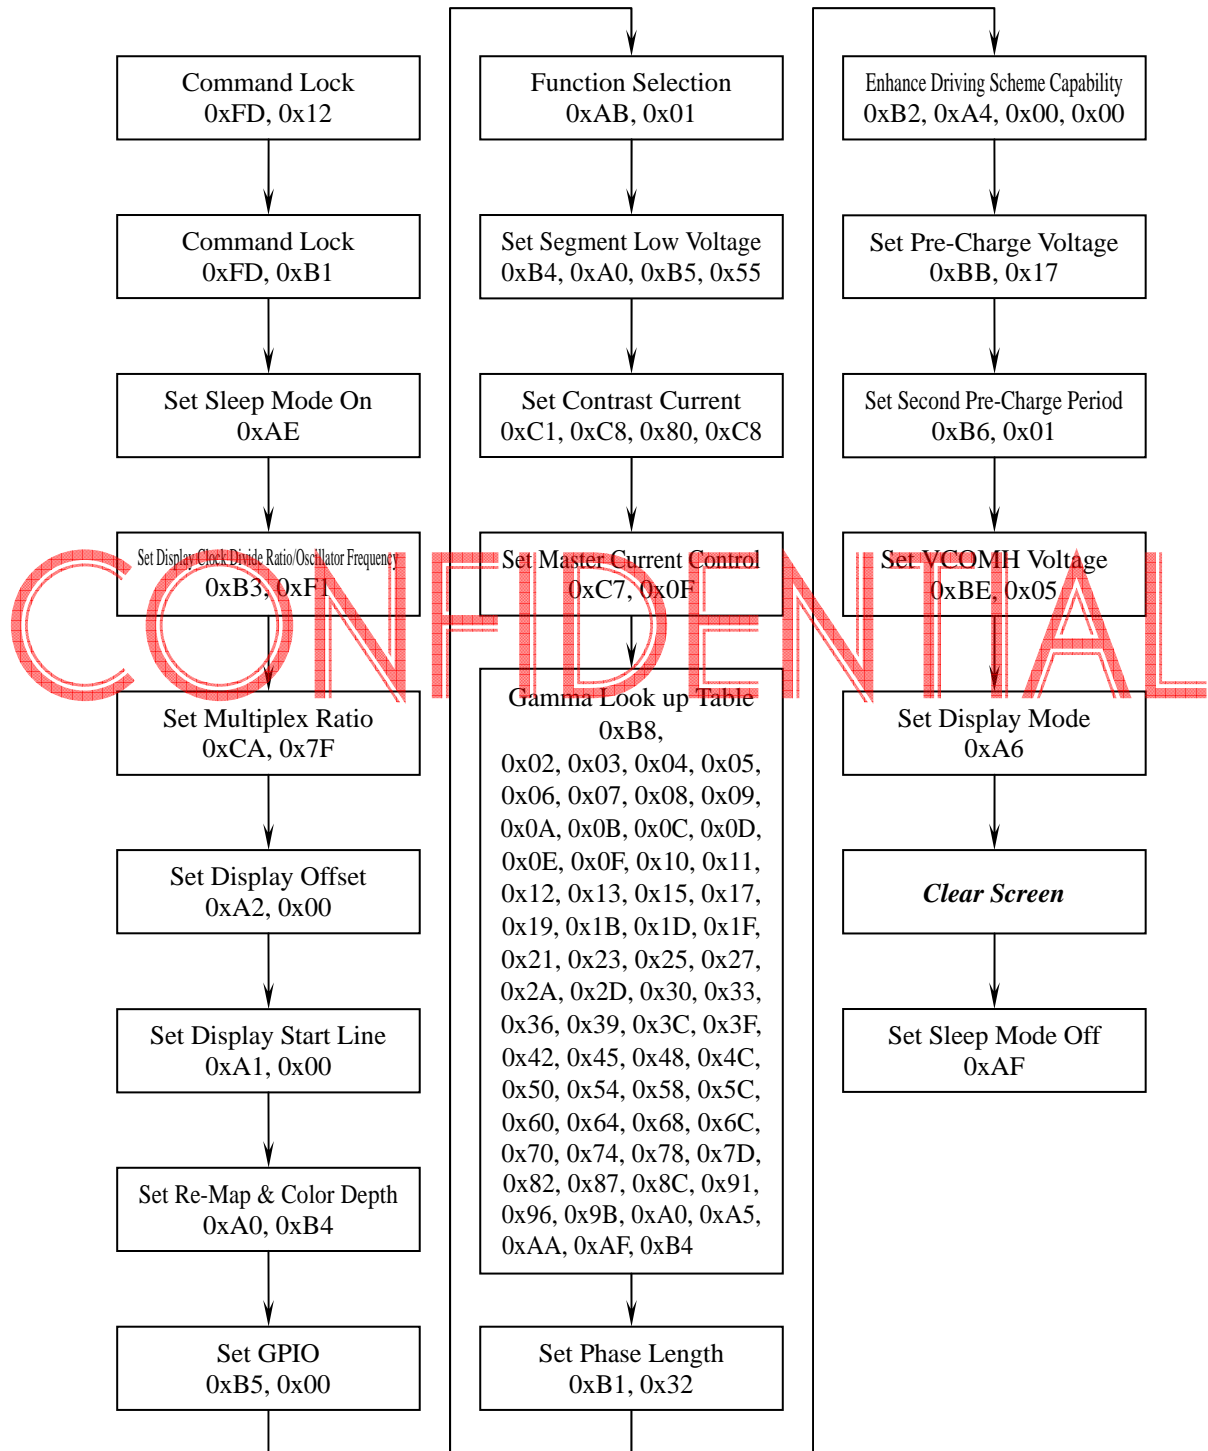 Command Lock
0xFD, 0x12
Command Lock
0xFD, 0xB1
Set Sleep Mode On
0xAE
Set Display Clock Divide Ratio/Oscillator Frequency
0xB3, 0xF1
Set Multiplex Ratio
0xCA, 0x7F
Set Display Offset
0xA2, 0x00
Set Display Start Line
0xA1, 0x00
Set Re-Map & Color Depth
0xA0, 0xB4
Set GPIO
0xB5, 0x00
Function Selection
0xAB, 0x01
Set Segment Low Voltage
0xB4, 0xA0, 0xB5, 0x55
Set Contrast Current
0xC1, 0xC8, 0x80, 0xC8
Set Master Current Control
0xC7, 0x0F
Gamma Look up Table
0xB8,
0x02, 0x03, 0x04, 0x05,
0x06, 0x07, 0x08, 0x09,
0x0A, 0x0B, 0x0C, 0x0D,
0x0E, 0x0F, 0x10, 0x11,
0x12, 0x13, 0x15, 0x17,
0x19, 0x1B, 0x1D, 0x1F,
0x21, 0x23, 0x25, 0x27,
0x2A, 0x2D, 0x30, 0x33,
0x36, 0x39, 0x3C, 0x3F,
0x42, 0x45, 0x48, 0x4C,
0x50, 0x54, 0x58, 0x5C,
0x60, 0x64, 0x68, 0x6C,
0x70, 0x74, 0x78, 0x7D,
0x82, 0x87, 0x8C, 0x91,
0x96, 0x9B, 0xA0, 0xA5,
0xAA, 0xAF, 0xB4
Set Phase Length
0xB1, 0x32
Enhance Driving Scheme Capability
0xB2, 0xA4, 0x00, 0x00
Set Pre-Charge Voltage
0xBB, 0x17
Set Second Pre-Charge Period
0xB6, 0x01
Set VCOMH Voltage
0xBE, 0x05
Set Display Mode
0xA6
Clear Screen
Set Sleep Mode Off
0xAF
CONFIDENTIAL